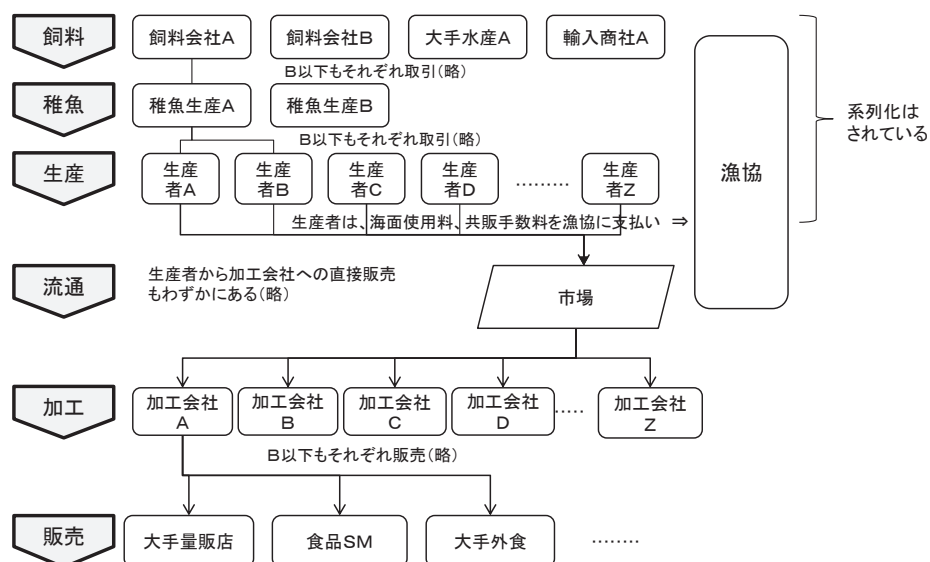 飼料
飼料会社A
飼料会社B
大手水産A
輸入商社A
B以下もそれぞれ取引(略)
稚魚
稚魚生産A
稚魚生産B
B以下もそれぞれ取引(略)
生産
生産
者A
生産
者B
生産
者C
生産
者D
………
生産
者Z
漁協
系列化は
されている
生産者は、海面使用料、共販手数料を漁協に支払い ⇒
流通
生産者から加工会社への直接販売
もわずかにある(略)
市場
加工
加工会社
A
加工会社
B
加工会社
C
加工会社
D
‥‥‥
加工会社
Z
B以下もそれぞれ販売(略)
販売
大手量販店
食品SM
大手外食
………